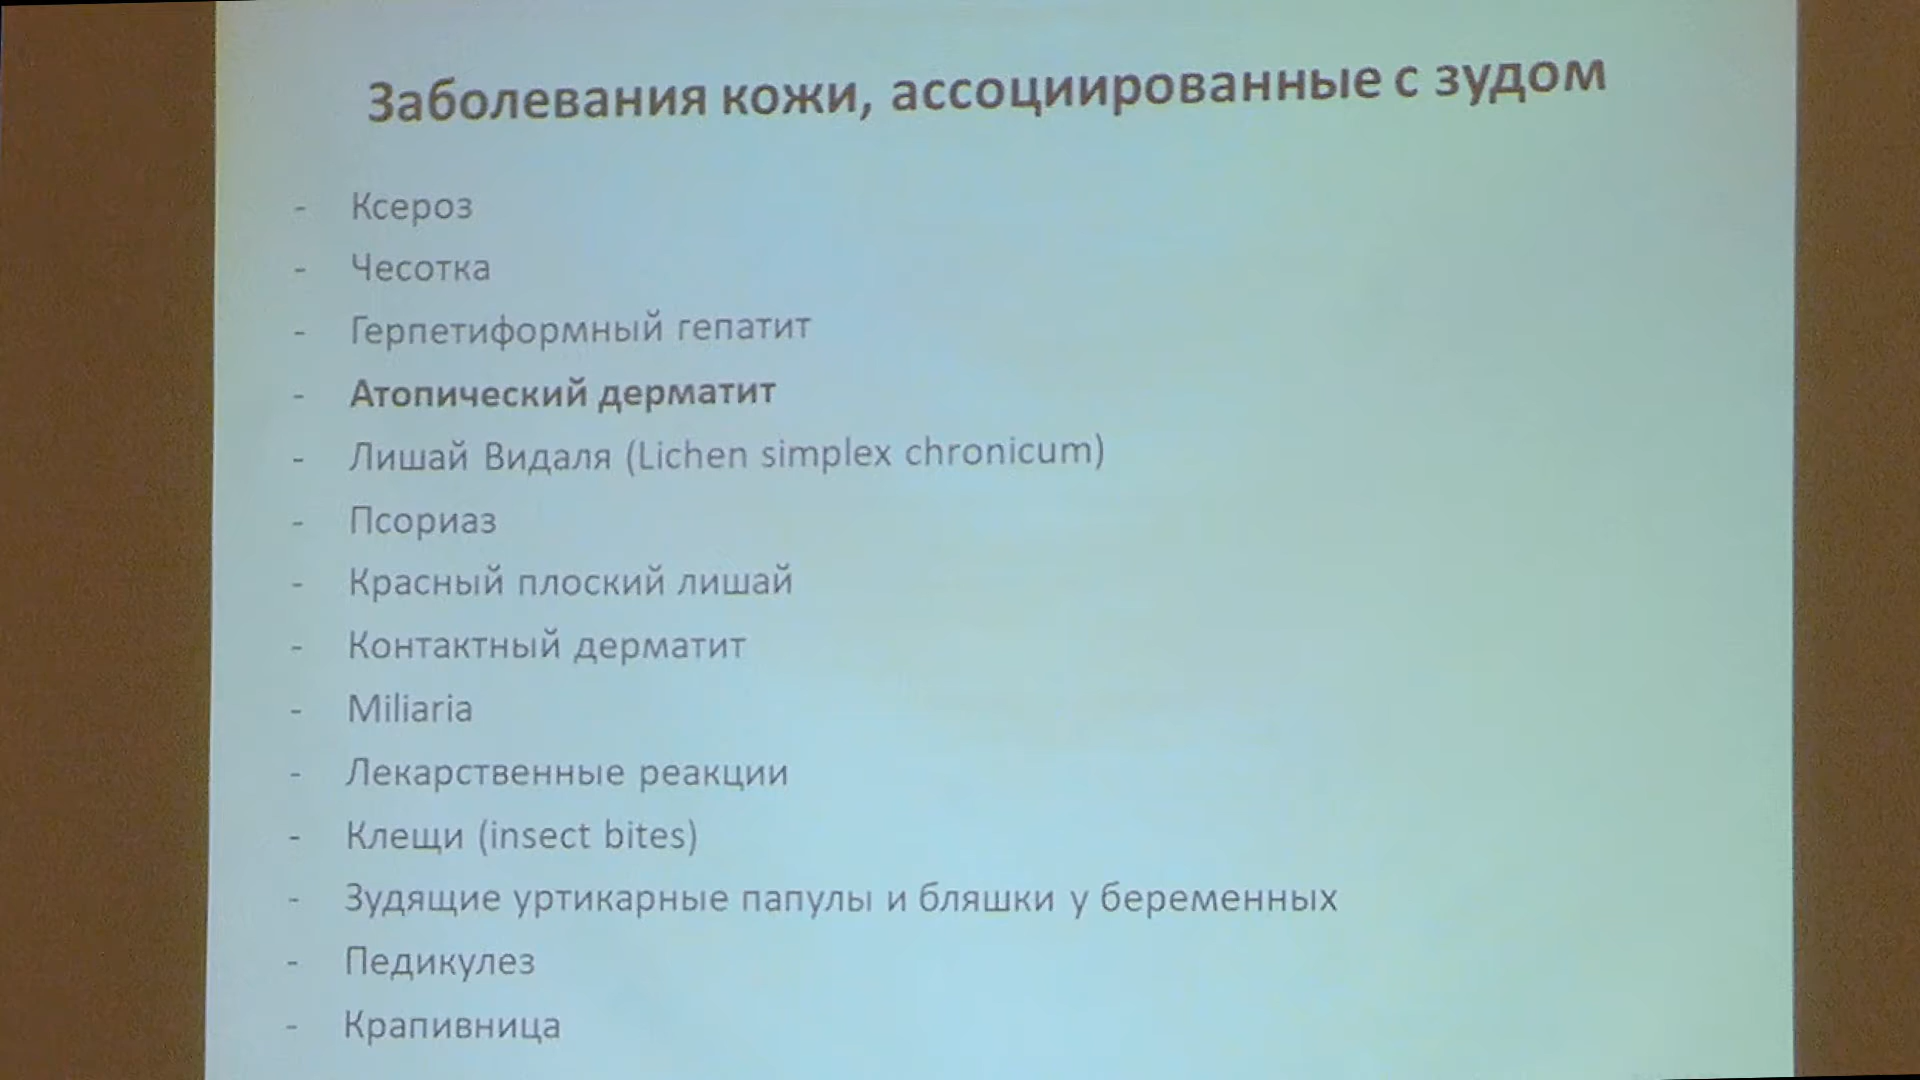 Заболевания кожи, ассоциированные с зудом
- Ксероз
- Чесотка
- Герпетиформный гепатит
- Атопический дерматит
- Лишай Видаля (Lichen simplex chronicum)
- Псориаз
- Красный плоский лишай
- Контактный дерматит
- Miliaria
- Лекарственные реакции
- Клещи (insect bites)
- Зудящие уртикарные папулы и бляшки у беременных
- Педикулез
- Крапивница